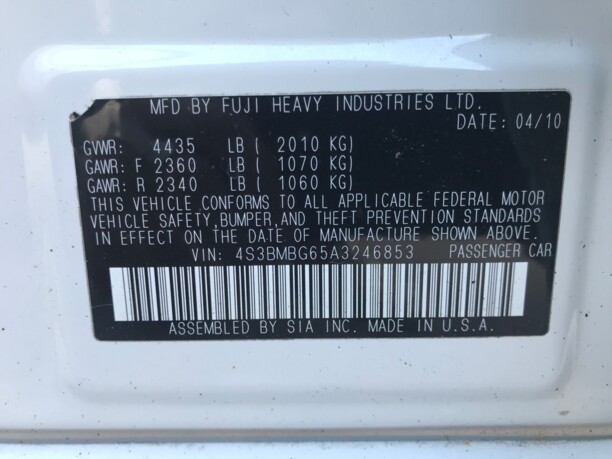 MFD BY FUJI HEAVY INDUSTRIES LTD.
DATE: 04/10
GVWR: 4435 LB ( 2010 KG)
GAWR: F 2360 LB ( 1070 KG)
GAWR: R 2340 LB ( 1060 KG)
THIS VEHICLE CONFORMS TO ALL APPLICABLE FEDERAL MOTOR
VEHICLE SAFETY,BUMPER,AND THEFT PREVENTION STANDARDS
IN EFFECT ON THE DATE OF MANUFACTURE SHOWN ABOVE.
VIN: 4S3BMBG65A3246853 PASSENGER CAR
ASSEMBLED BY SIA INC. MADE IN U.S.A.